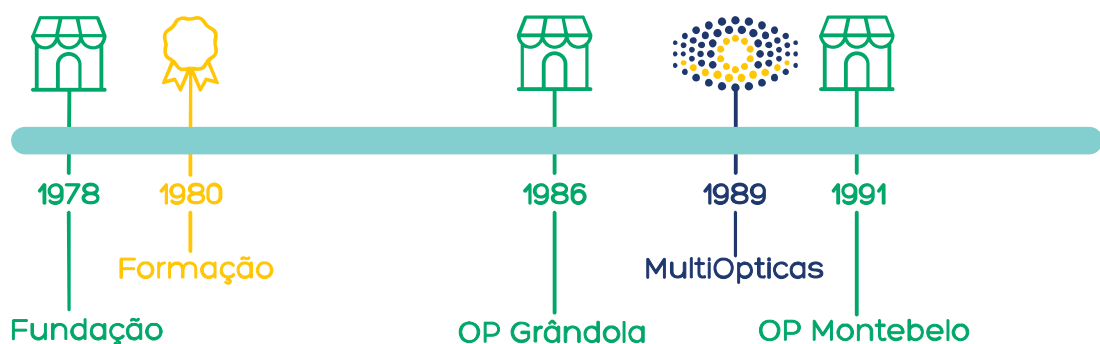 1978
1980
1986
1989
1991
Formação
MultiOpticas
Fundação
OP Grândola
OP Montebelo